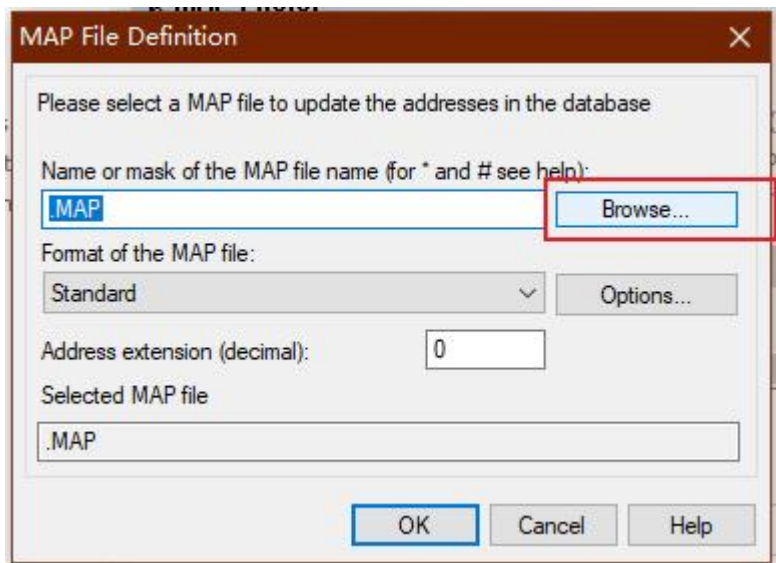 MAP File Definition
Please select a MAP file to update the addresses in the database
Name or mask of the MAP file name (for * and # see help):
.MAP
Browse...
Format of the MAP file:
Standard
Options...
Address extension (decimal):
0
Selected MAP file
.MAP
OK
Cancel
Help